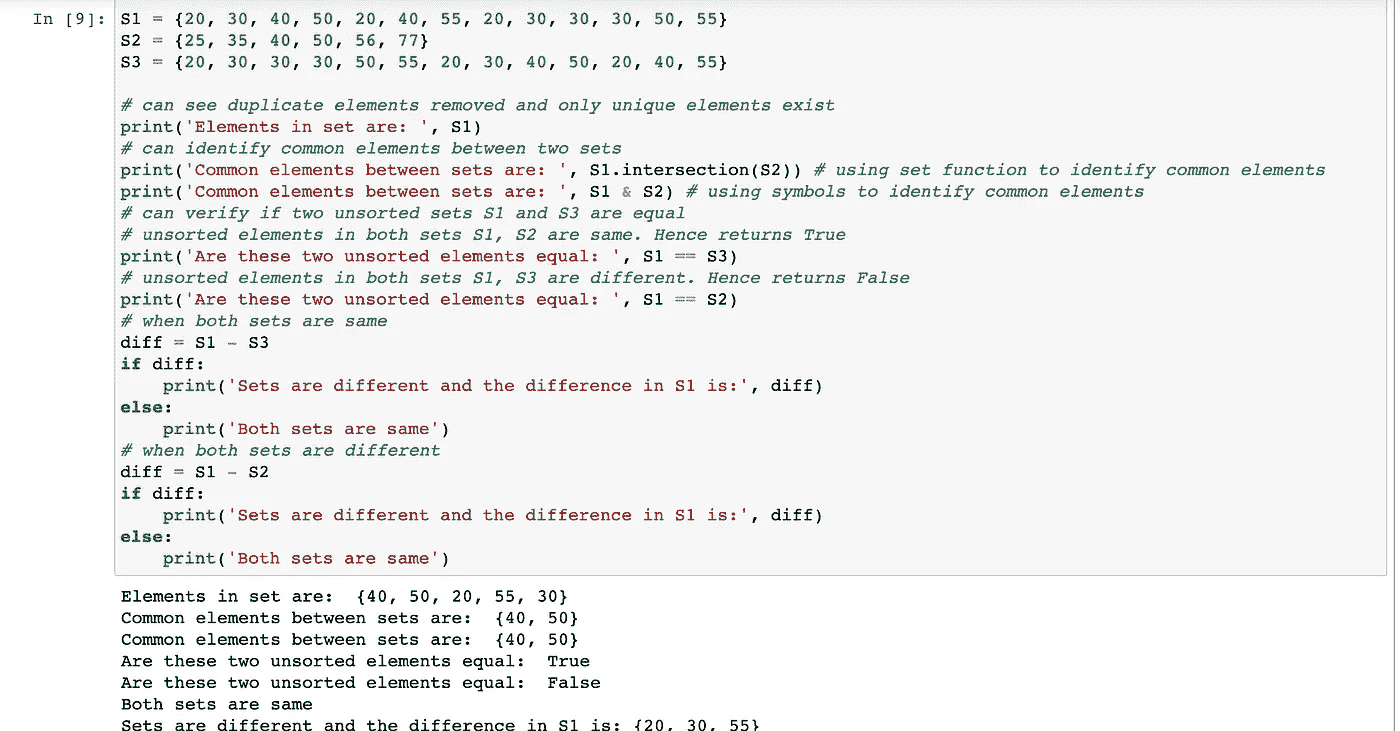 In [9]: S1 = {20, 30, 40, 50, 20, 40, 55, 20, 30, 30, 30, 50, 55}
S2 = {25, 35, 40, 50, 56, 77}
S3 = {20, 30, 30, 30, 50, 55, 20, 30, 40, 50, 20, 40, 55}
# can see duplicate elements removed and only unique elements exist
print('Elements in set are: ', S1)
# can identify common elements between two sets
print('Common elements between sets are: ', S1.intersection(S2)) # using set function to identify common elements
print('Common elements between sets are: ', S1 & S2) # using symbols to identify common elements
# can verify if two unsorted sets S1 and S3 are equal
# unsorted elements in both sets S1, S2 are same. Hence returns True
print('Are these two unsorted elements equal: ', S1 == S3)
# unsorted elements in both sets S1, S3 are different. Hence returns False
print('Are these two unsorted elements equal: ', S1 == S2)
# when both sets are same
diff = S1 - S3
if diff:
    print('Sets are different and the difference in S1 is:', diff)
else:
    print('Both sets are same')
# when both sets are different
diff = S1 - S2
if diff:
    print('Sets are different and the difference in S1 is:', diff)
else:
    print('Both sets are same')
Elements in set are:  {40, 50, 20, 55, 30}
Common elements between sets are:  {40, 50}
Common elements between sets are:  {40, 50}
Are these two unsorted elements equal:  True
Are these two unsorted elements equal:  False
Both sets are same
Sets are different and the difference in S1 is: {20, 30, 55}